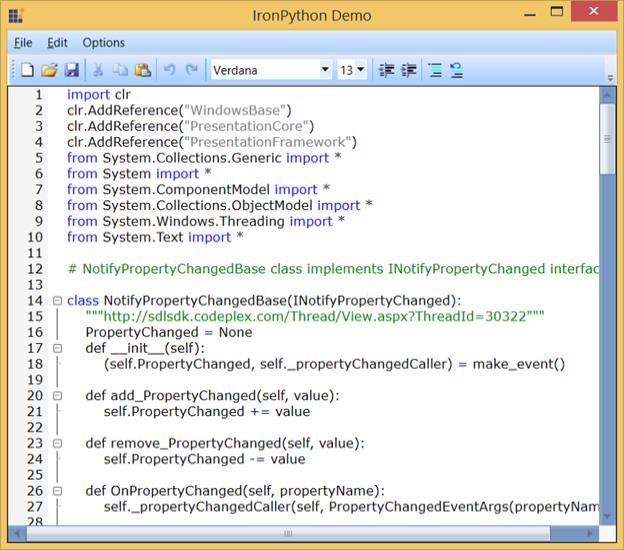 IronPython Demo
File Edit Options
Verdana 13
1 import clr
2 clr.AddReference("WindowsBase")
3 clr.AddReference("PresentationCore")
4 clr.AddReference("PresentationFramework")
5 from System.Collections.Generic import *
6 from System import *
7 from System.ComponentModel import *
8 from System.Collections.ObjectModel import *
9 from System.Windows.Threading import *
10 from System.Text import *
11
12 # NotifyPropertyChangedBase class implements INotifyPropertyChanged interfac
13
14 class NotifyPropertyChangedBase(INotifyPropertyChanged):
15 """http://sdlsdk.codeplex.com/Thread/View.aspx?ThreadId=30322"""
16 PropertyChanged = None
17 def __init__(self):
18 (self.PropertyChanged, self._propertyChangedCaller) = make_event()
19
20 def add_PropertyChanged(self, value):
21 self.PropertyChanged += value
22
23 def remove_PropertyChanged(self, value):
24 self.PropertyChanged -= value
25
26 def OnPropertyChanged(self, propertyName):
27 self._propertyChangedCaller(self, PropertyChangedEventArgs(propertyNam
28